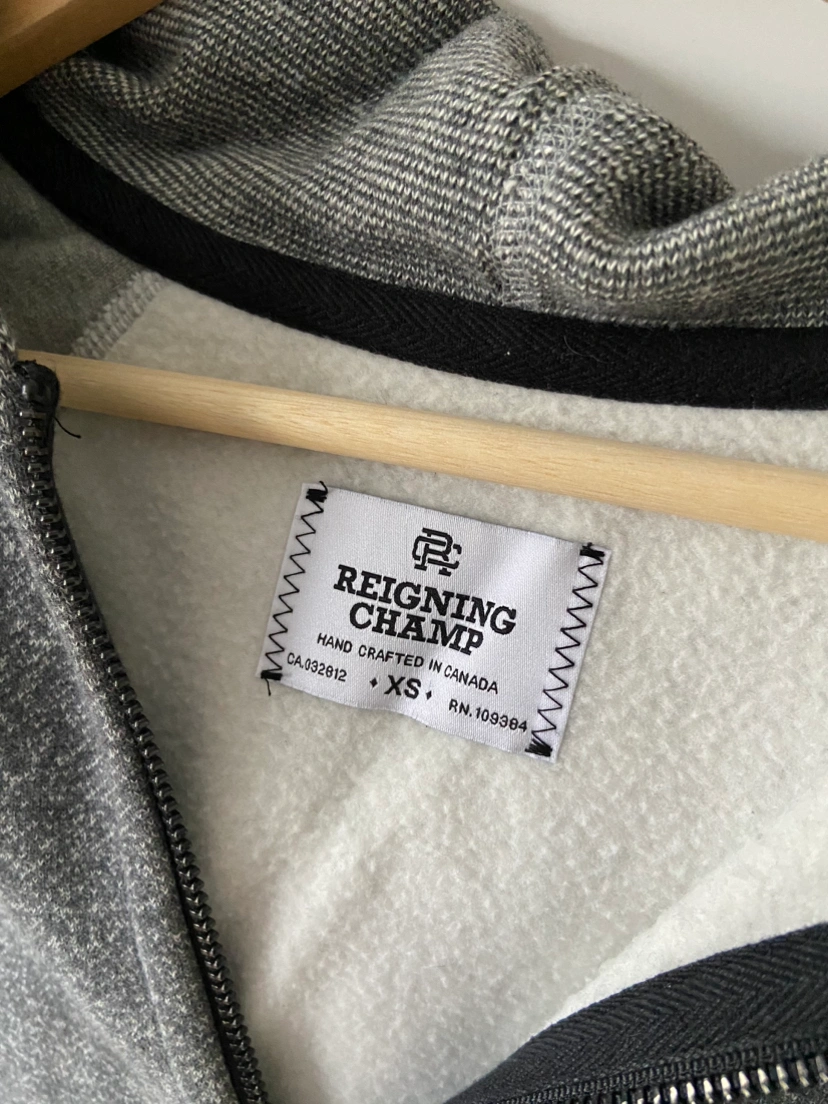 RC
REIGNING
CHAMP
HAND CRAFTED IN CANADA
CA.032812 ♦ XS ♦ RN.109384